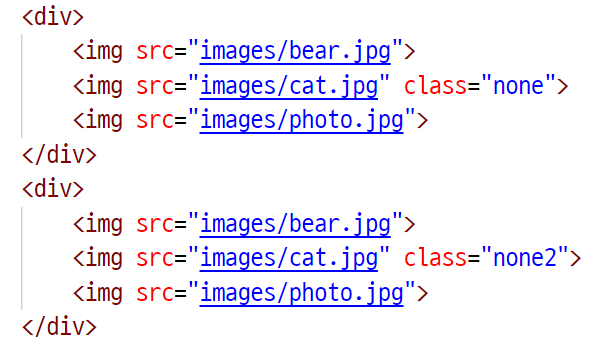 <div>
<img src="images/bear.jpg">
<img src="images/cat.jpg" class="none">
<img src="images/photo.jpg">
</div>
<div>
<img src="images/bear.jpg">
<img src="images/cat.jpg" class="none2">
<img src="images/photo.jpg">
</div>